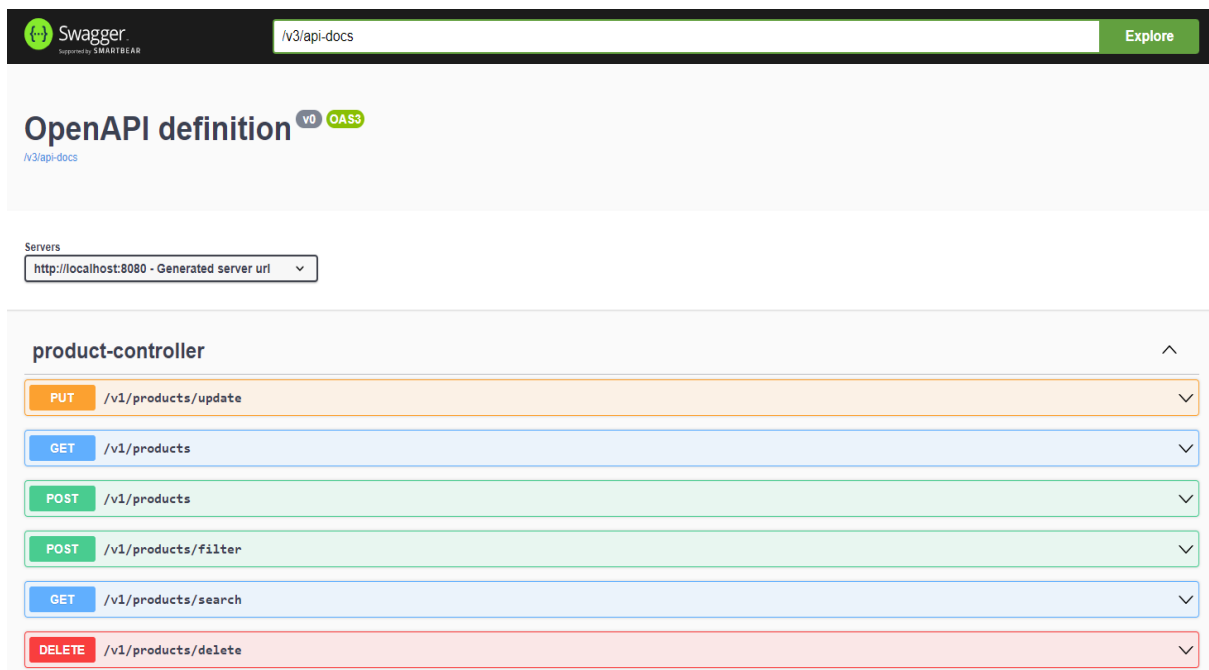 {··} Swagger.
Supported by SMARTBEAR
/v3/api-docs
Explore
OpenAPI definition v0 OAS3
/v3/api-docs
Servers
http://localhost:8080 - Generated server url
product-controller
PUT /v1/products/update
GET /v1/products
POST /v1/products
POST /v1/products/filter
GET /v1/products/search
DELETE /v1/products/delete